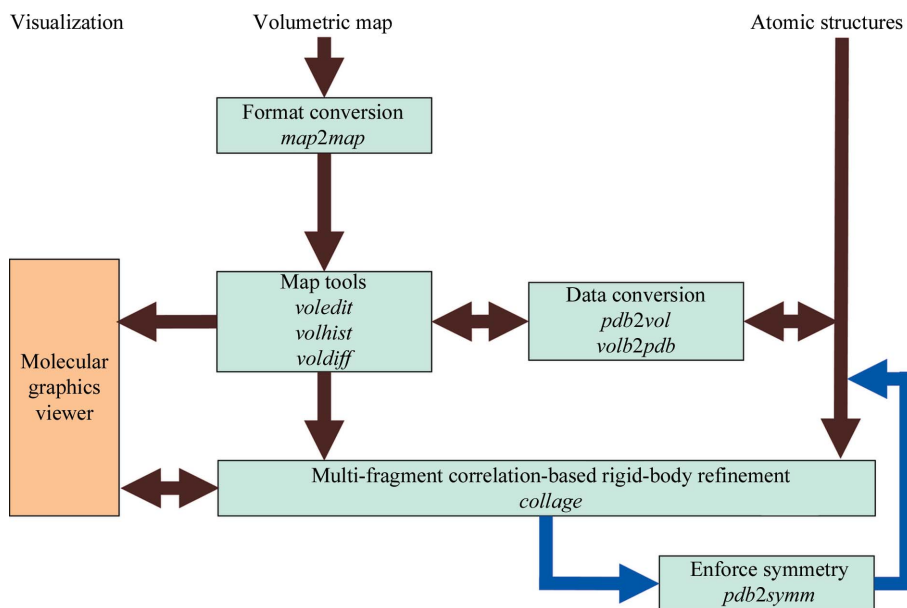 Visualization
Volumetric map
Atomic structures
Format conversion
map2map
Map tools
voledit
volhist
voldiff
Data conversion
pdb2vol
volb2pdb
Molecular
graphics
viewer
Multi-fragment correlation-based rigid-body refinement
collage
Enforce symmetry
pdb2symm